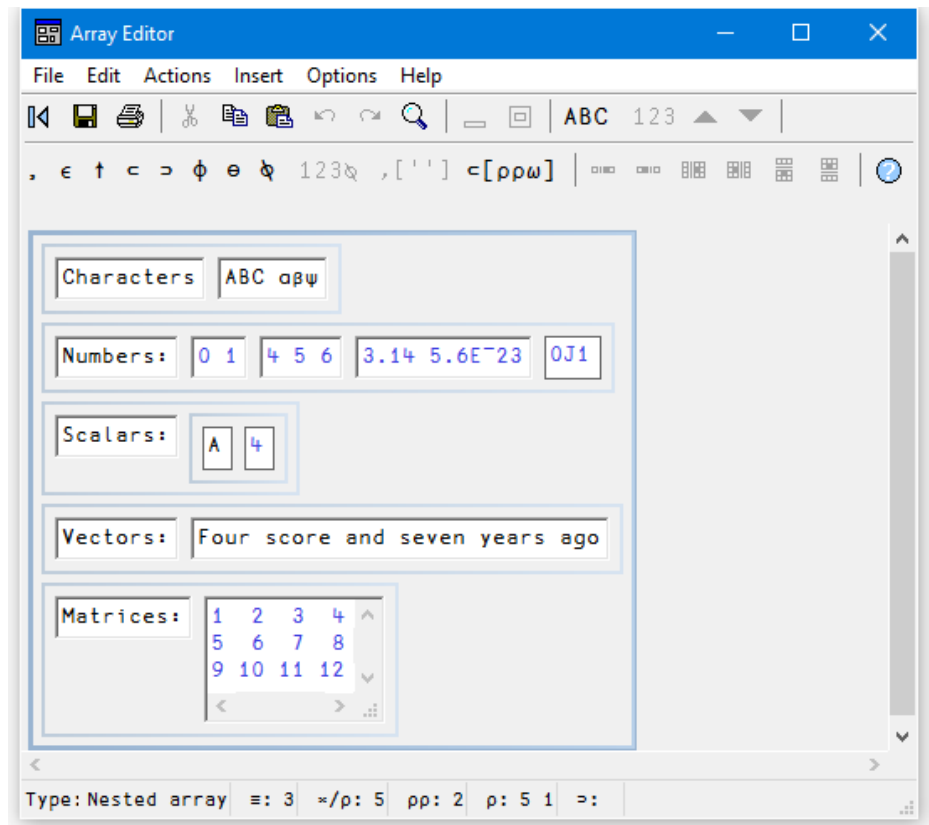 Array Editor
File Edit Actions Insert Options Help
ABC 123
, ϵ ↑ ⊂ ⊃ ⌽ ⊖ ⍉ 123⍉ ,[''] ⊂[⍴⍴⍵]
Characters ABC αβψ
Numbers: 0 1 4 5 6 3.14 5.6E¯23 0J1
Scalars: A 4
Vectors: Four score and seven years ago
Matrices: 1 2 3 4
5 6 7 8
9 10 11 12
Type: Nested array ≡: 3 ×/⍴: 5 ⍴⍴: 2 ⍴: 5 1 ⊃: